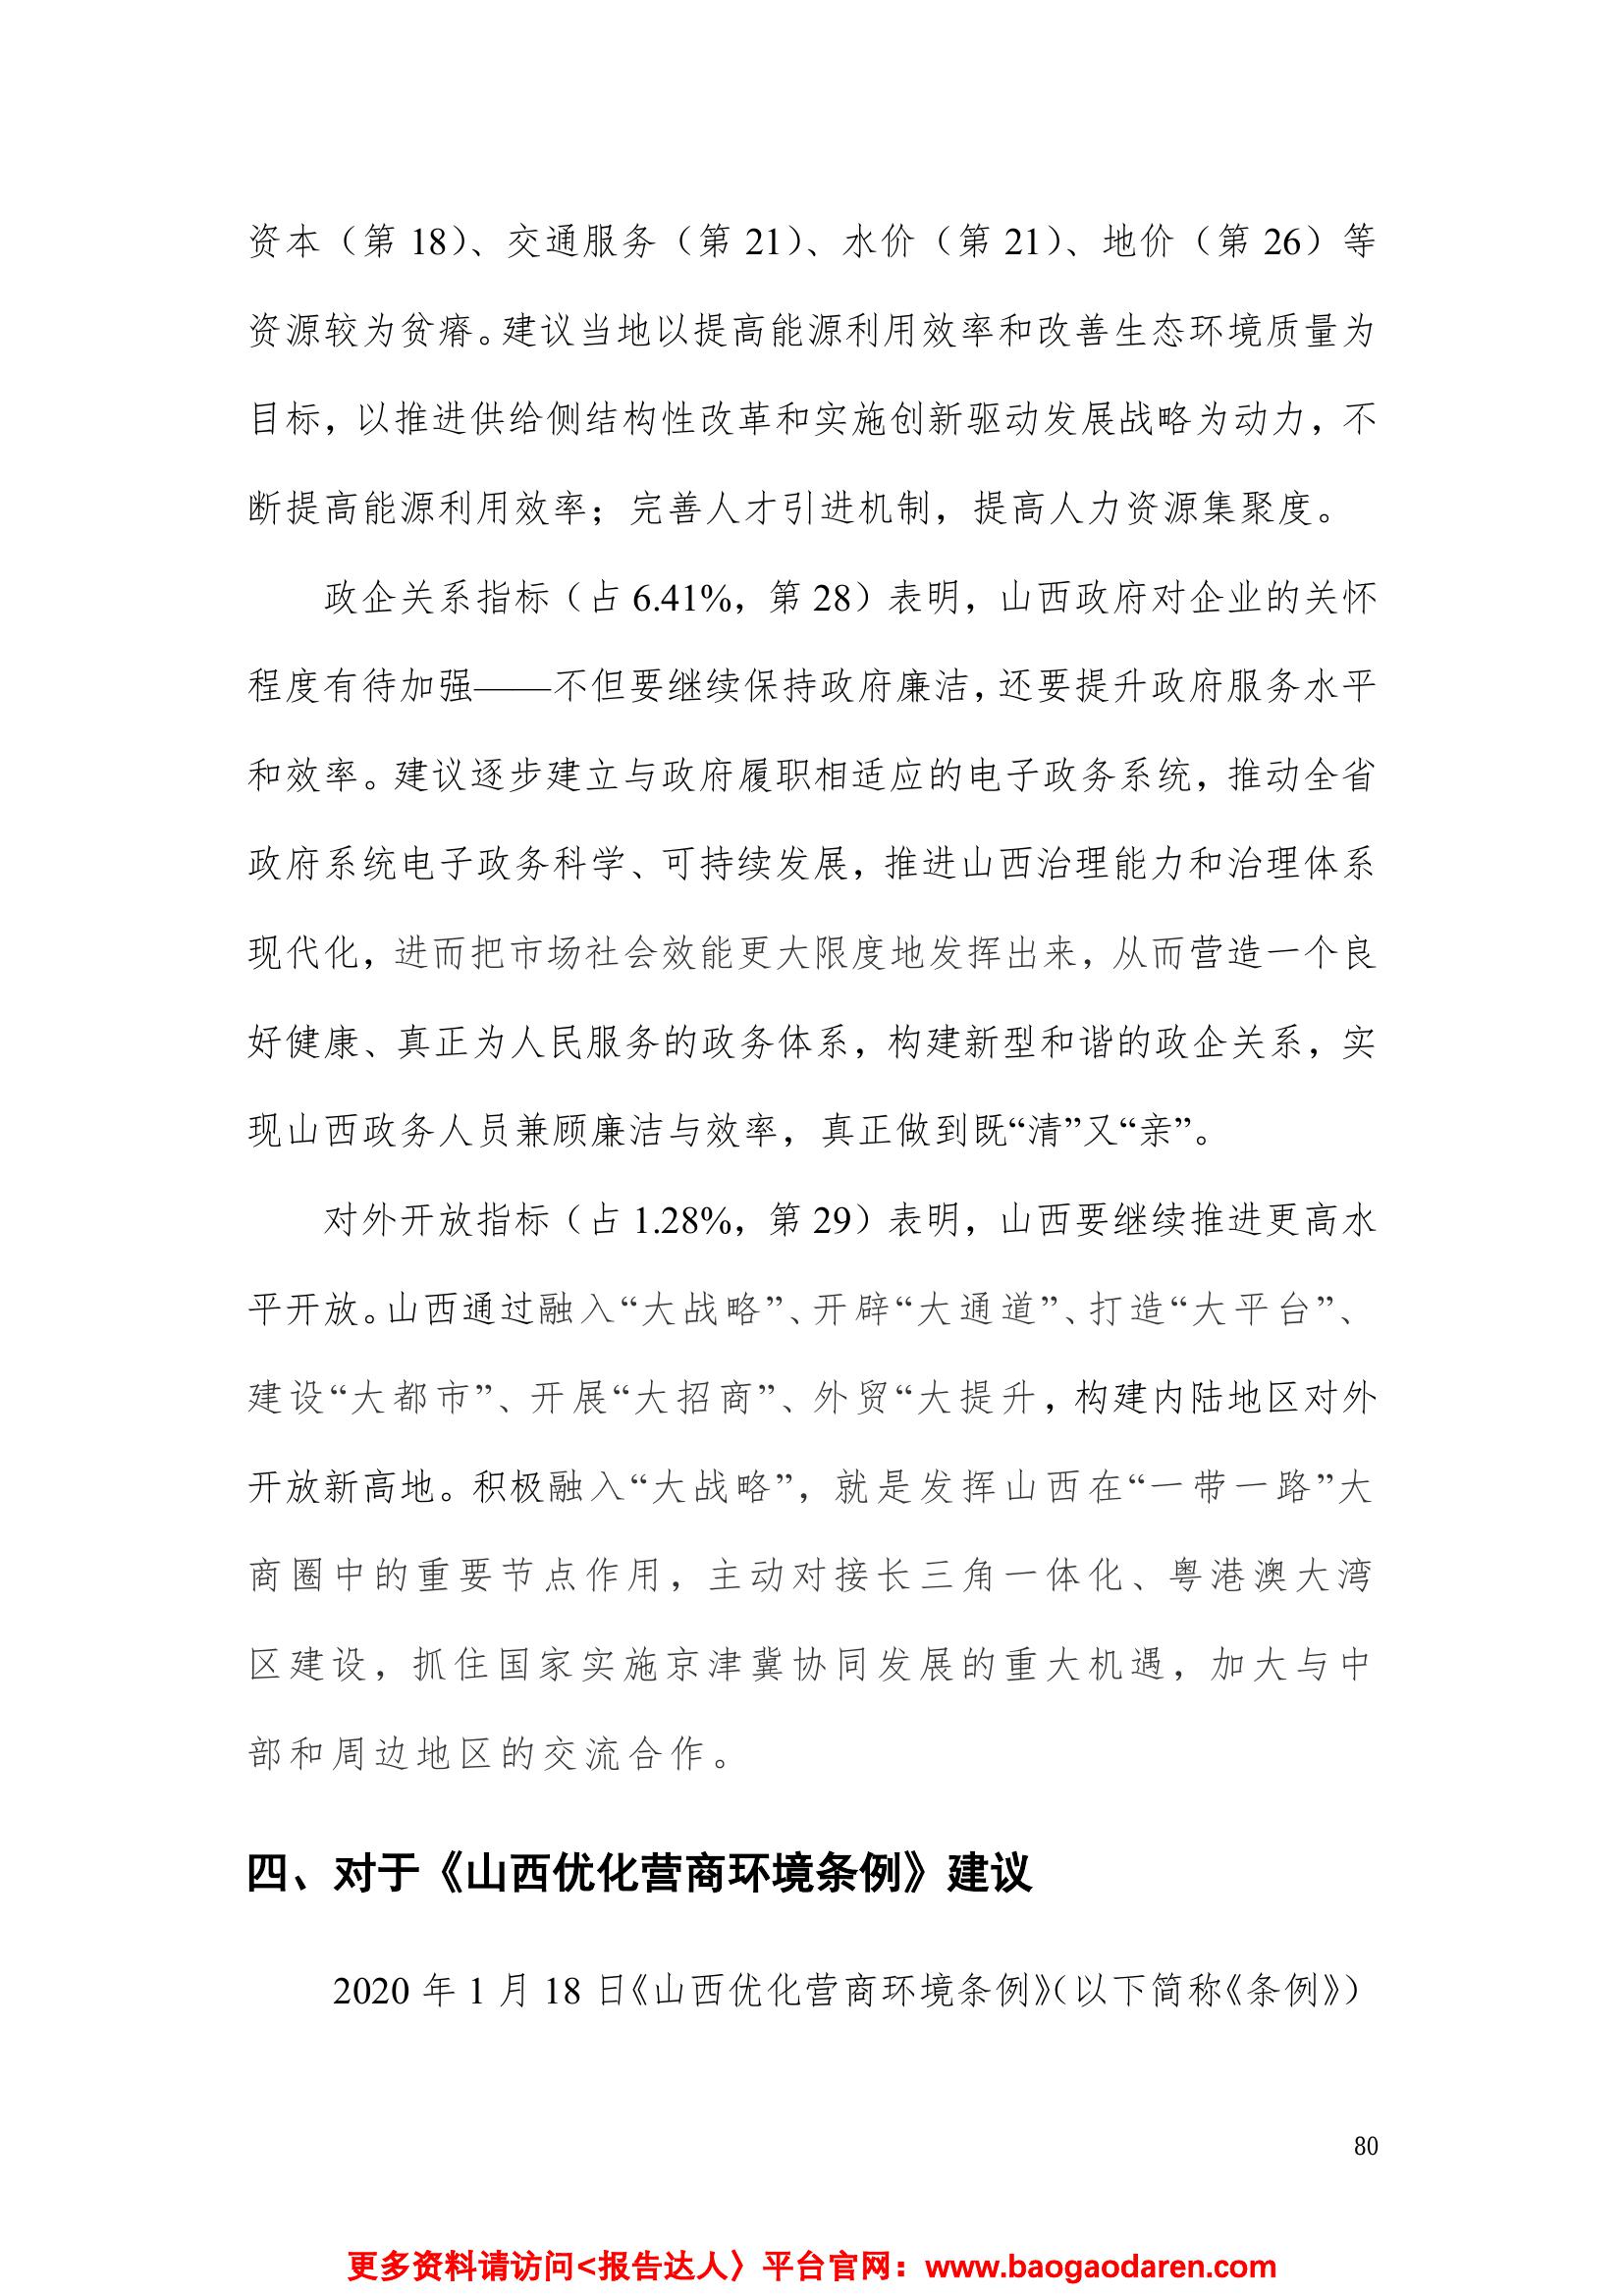 资本（第 18）、交通服务（第 21）、水价（第 21）、地价（第 26）等
资源较为贫瘠。建议当地以提高能源利用效率和改善生态环境质量为
目标，以推进供给侧结构性改革和实施创新驱动发展战略为动力，不
断提高能源利用效率；完善人才引进机制，提高人力资源集聚度。
政企关系指标（占 6.41%，第 28）表明，山西政府对企业的关怀
程度有待加强——不但要继续保持政府廉洁，还要提升政府服务水平
和效率。建议逐步建立与政府履职相适应的电子政务系统，推动全省
政府系统电子政务科学、可持续发展，推进山西治理能力和治理体系
现代化，进而把市场社会效能更大限度地发挥出来，从而营造一个良
好健康、真正为人民服务的政务体系，构建新型和谐的政企关系，实
现山西政务人员兼顾廉洁与效率，真正做到既“清”又“亲”。
对外开放指标（占 1.28%，第 29）表明，山西要继续推进更高水
平开放。山西通过融入“大战略”、开辟“大通道”、打造“大平台”、
建设“大都市”、开展“大招商”、外贸“大提升，构建内陆地区对外
开放新高地。积极融入“大战略”，就是发挥山西在“一带一路”大
商圈中的重要节点作用，主动对接长三角一体化、粤港澳大湾
区建设，抓住国家实施京津冀协同发展的重大机遇，加大与中
部和周边地区的交流合作。
四、对于《山西优化营商环境条例》建议
2020 年 1 月 18 日《山西优化营商环境条例》（以下简称《条例》）
80
更多资料请访问<报告达人〉平台官网：www.baogaodaren.com